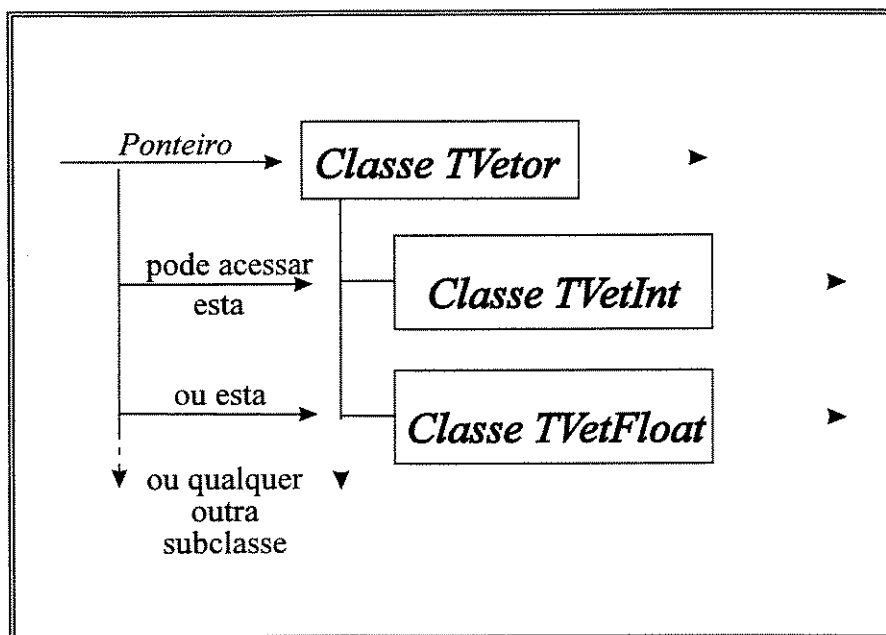 Ponteiro
Classe TVetor
pode acessar
esta
Classe TVetInt
ou esta
Classe TVetFloat
ou qualquer
outra
subclasse